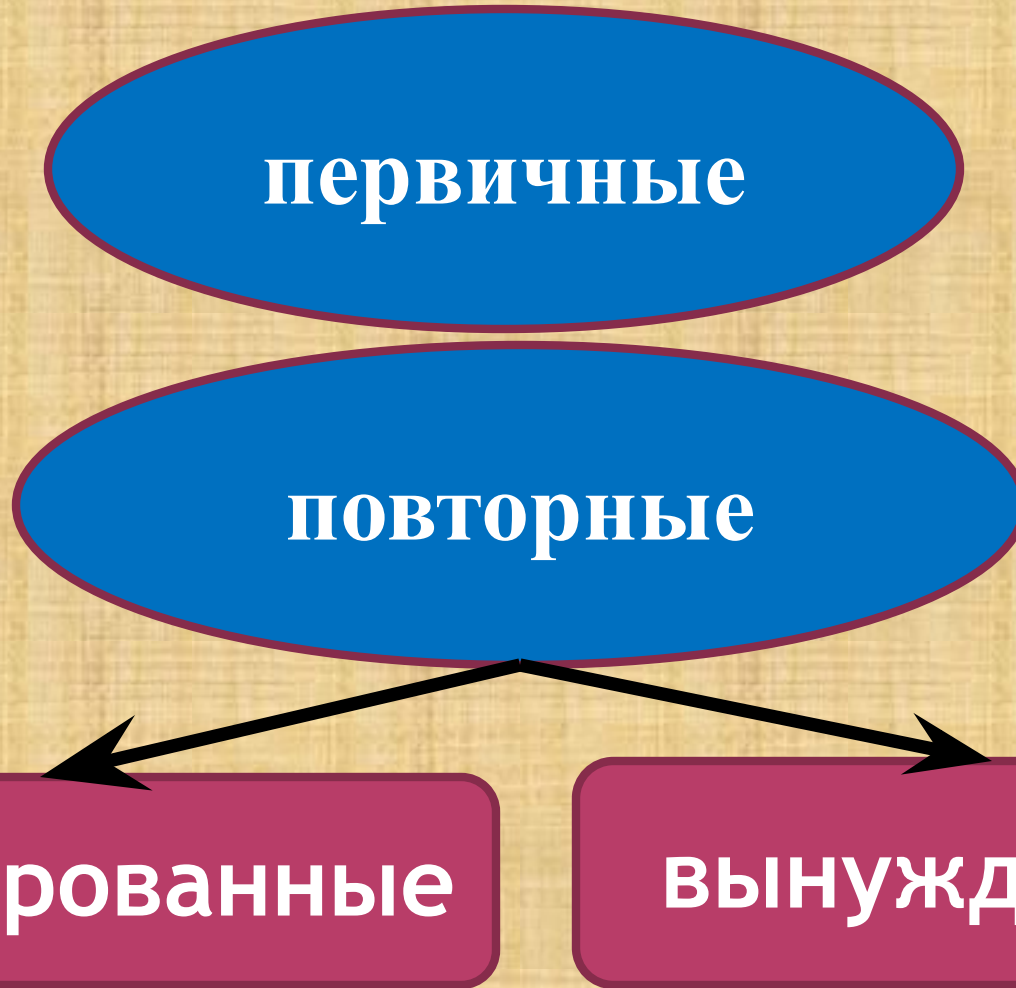 первичные
повторные
рованные
вынужд